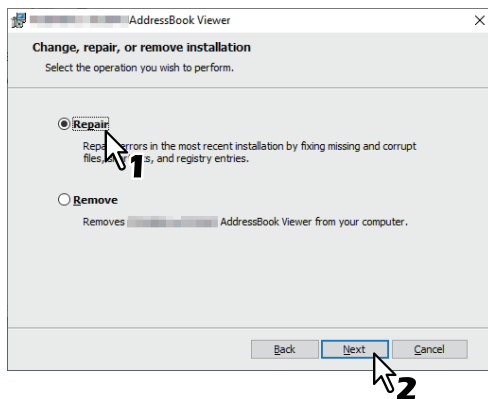 AddressBook Viewer
Change, repair, or remove installation
Select the operation you wish to perform.
Repair
1
Repairs errors in the most recent installation by fixing missing and corrupt
files, and registry entries.
Remove
Removes AddressBook Viewer from your computer.
Back Next Cancel
2